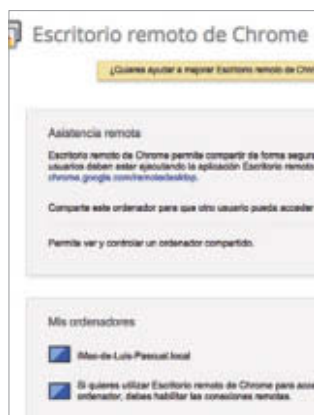 Escritorio remoto de Chrome
¿Quieres ayudar a mejorar Escritorio remoto de Chro
Asistencia remota
Escritorio remoto de Chrome permite compartir de forma segura
usuarios deben estar ejecutando la aplicación Escritorio remoto
chrome.google.com/remotedesktop.
Comparte este ordenador para que otro usuario pueda acceder
Permite ver y controlar un ordenador compartido.
Mis ordenadores
iMac-de-Luis-Pascual.local
Si quieres utilizar Escritorio remoto de Chrome para acce
ordenador, debes habilitar las conexiones remotas.